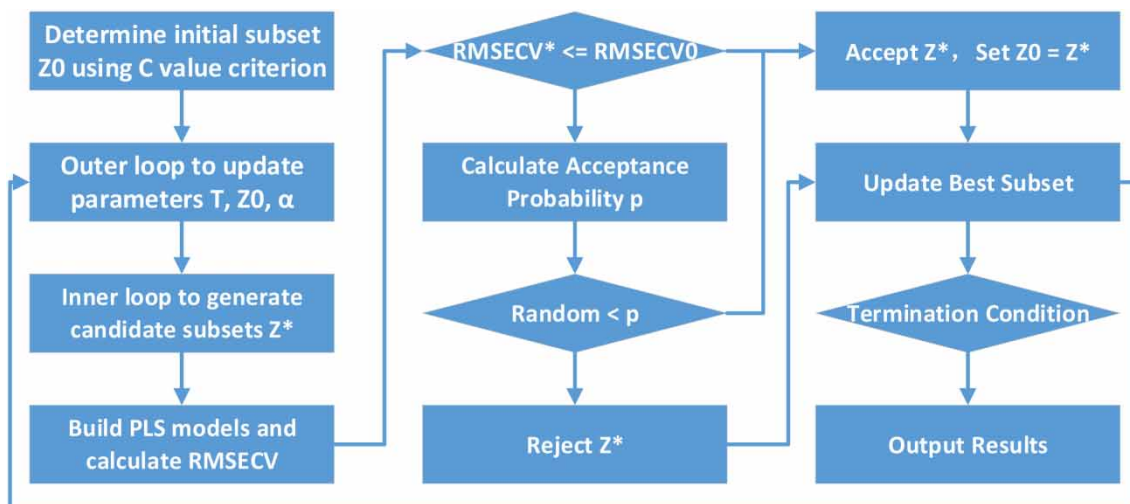 Determine initial subset
Z0 using C value criterion
Outer loop to update
parameters T, Z0, α
Inner loop to generate
candidate subsets Z*
Build PLS models and
calculate RMSECV
RMSECV* <= RMSECV0
Calculate Acceptance
Probability p
Random < p
Reject Z*
Accept Z*, Set Z0 = Z*
Update Best Subset
Termination Condition
Output Results